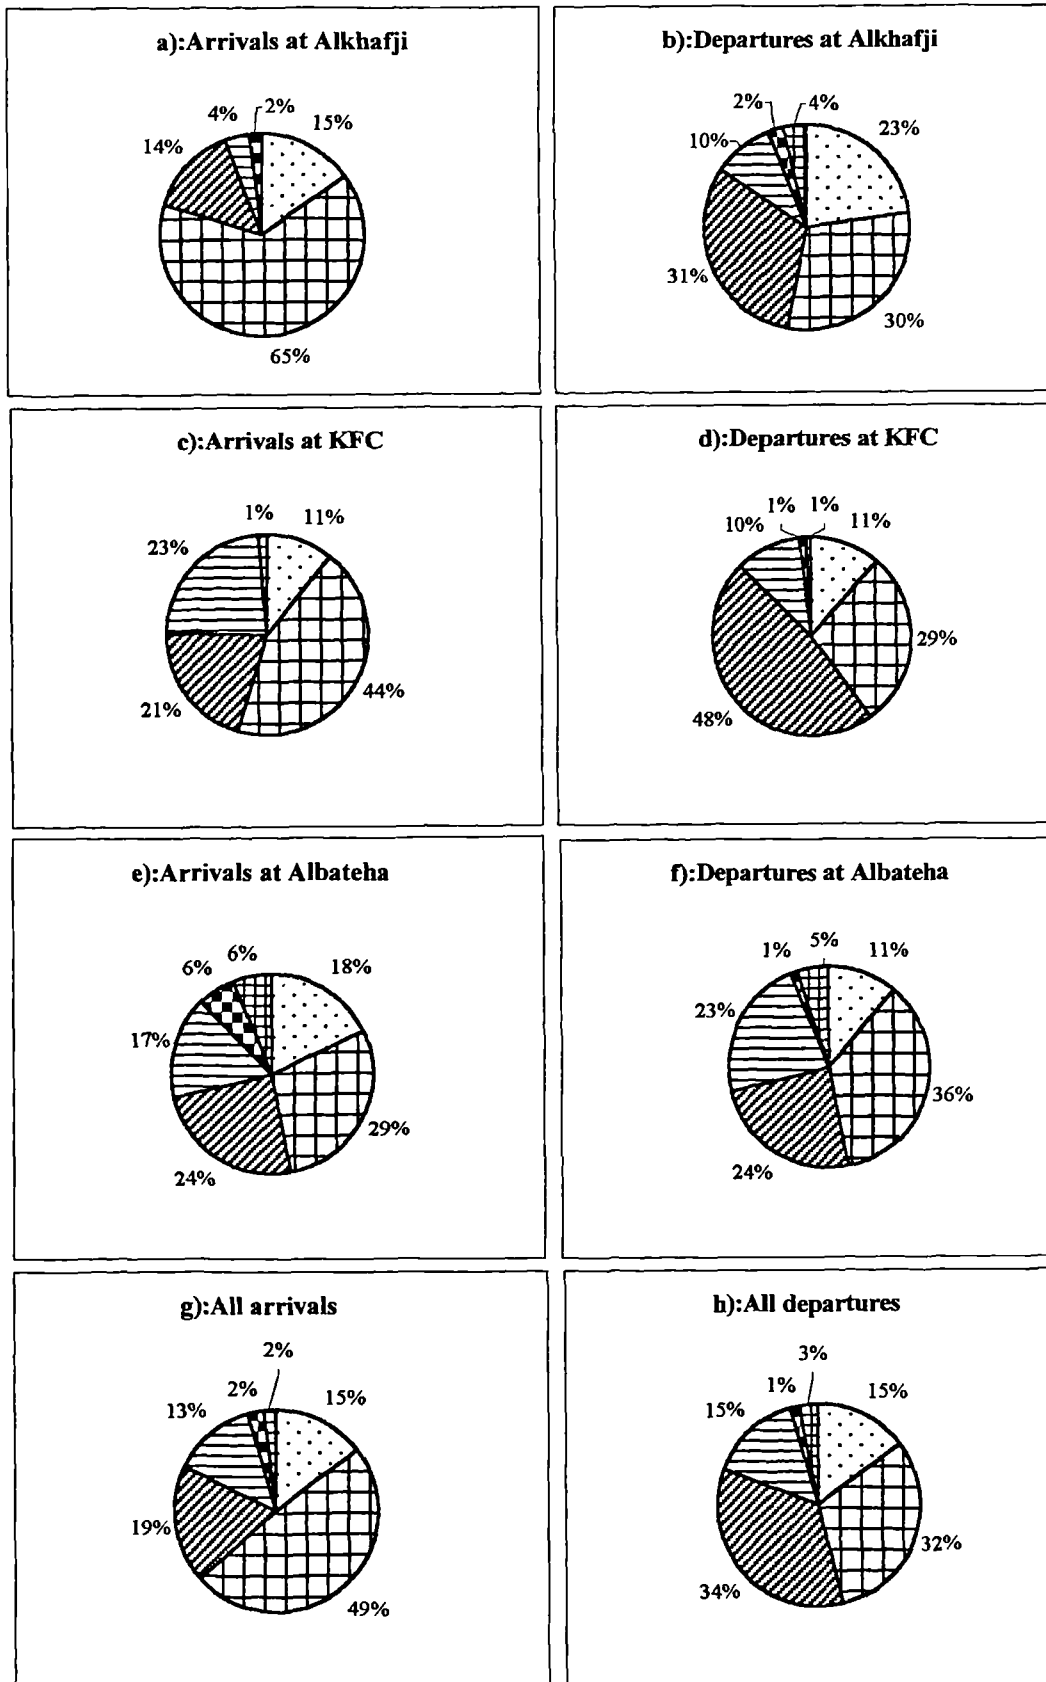 a):Arrivals at Alkhafji
4% 2% 15%
14%
65%
b):Departures at Alkhafji
2% 4% 23%
10%
31%
30%
c):Arrivals at KFC
1% 11%
23%
44%
21%
d):Departures at KFC
1% 1% 11%
10%
29%
48%
e):Arrivals at Albateha
6% 6% 18%
17%
29%
24%
f):Departures at Albateha
1% 5% 11%
23%
36%
24%
g):All arrivals
2%
2% 15%
13%
19%
49%
h):All departures
3%
1% 15%
15%
32%
34%